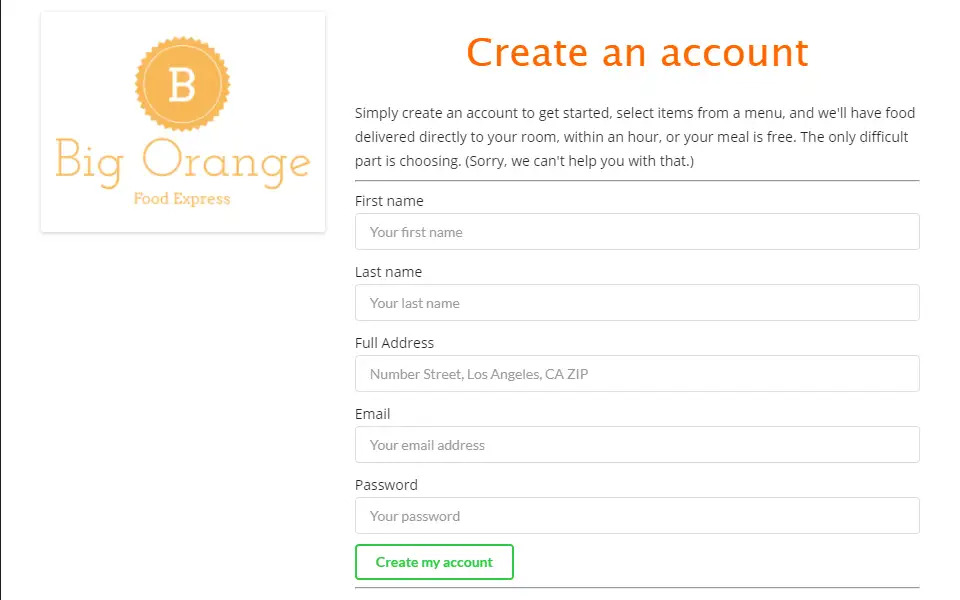 B
Big Orange
Food Express
Create an account
Simply create an account to get started, select items from a menu, and we'll have food
delivered directly to your room, within an hour, or your meal is free. The only difficult
part is choosing. (Sorry, we can't help you with that.)
First name
Your first name
Last name
Your last name
Full Address
Number Street, Los Angeles, CA ZIP
Email
Your email address
Password
Your password
Create my account